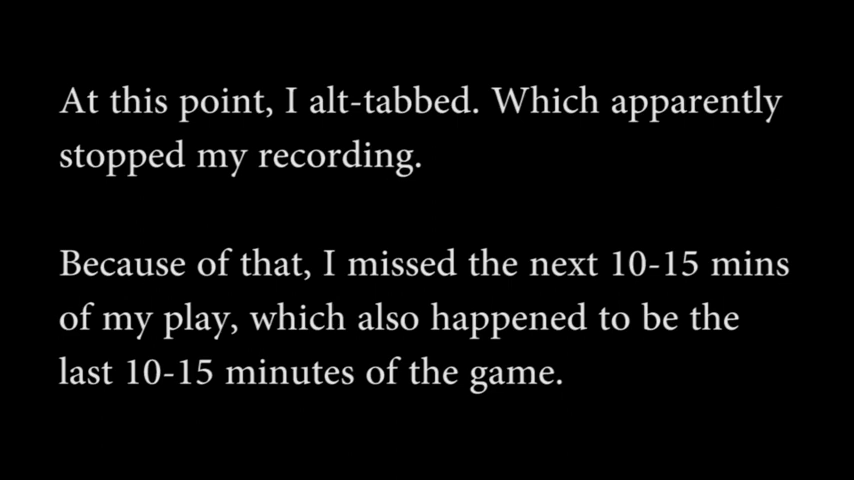 At this point, I alt-tabbed. Which apparently
stopped my recording.
Because of that, I missed the next 10-15 mins
of my play, which also happened to be the
last 10-15 minutes of the game.